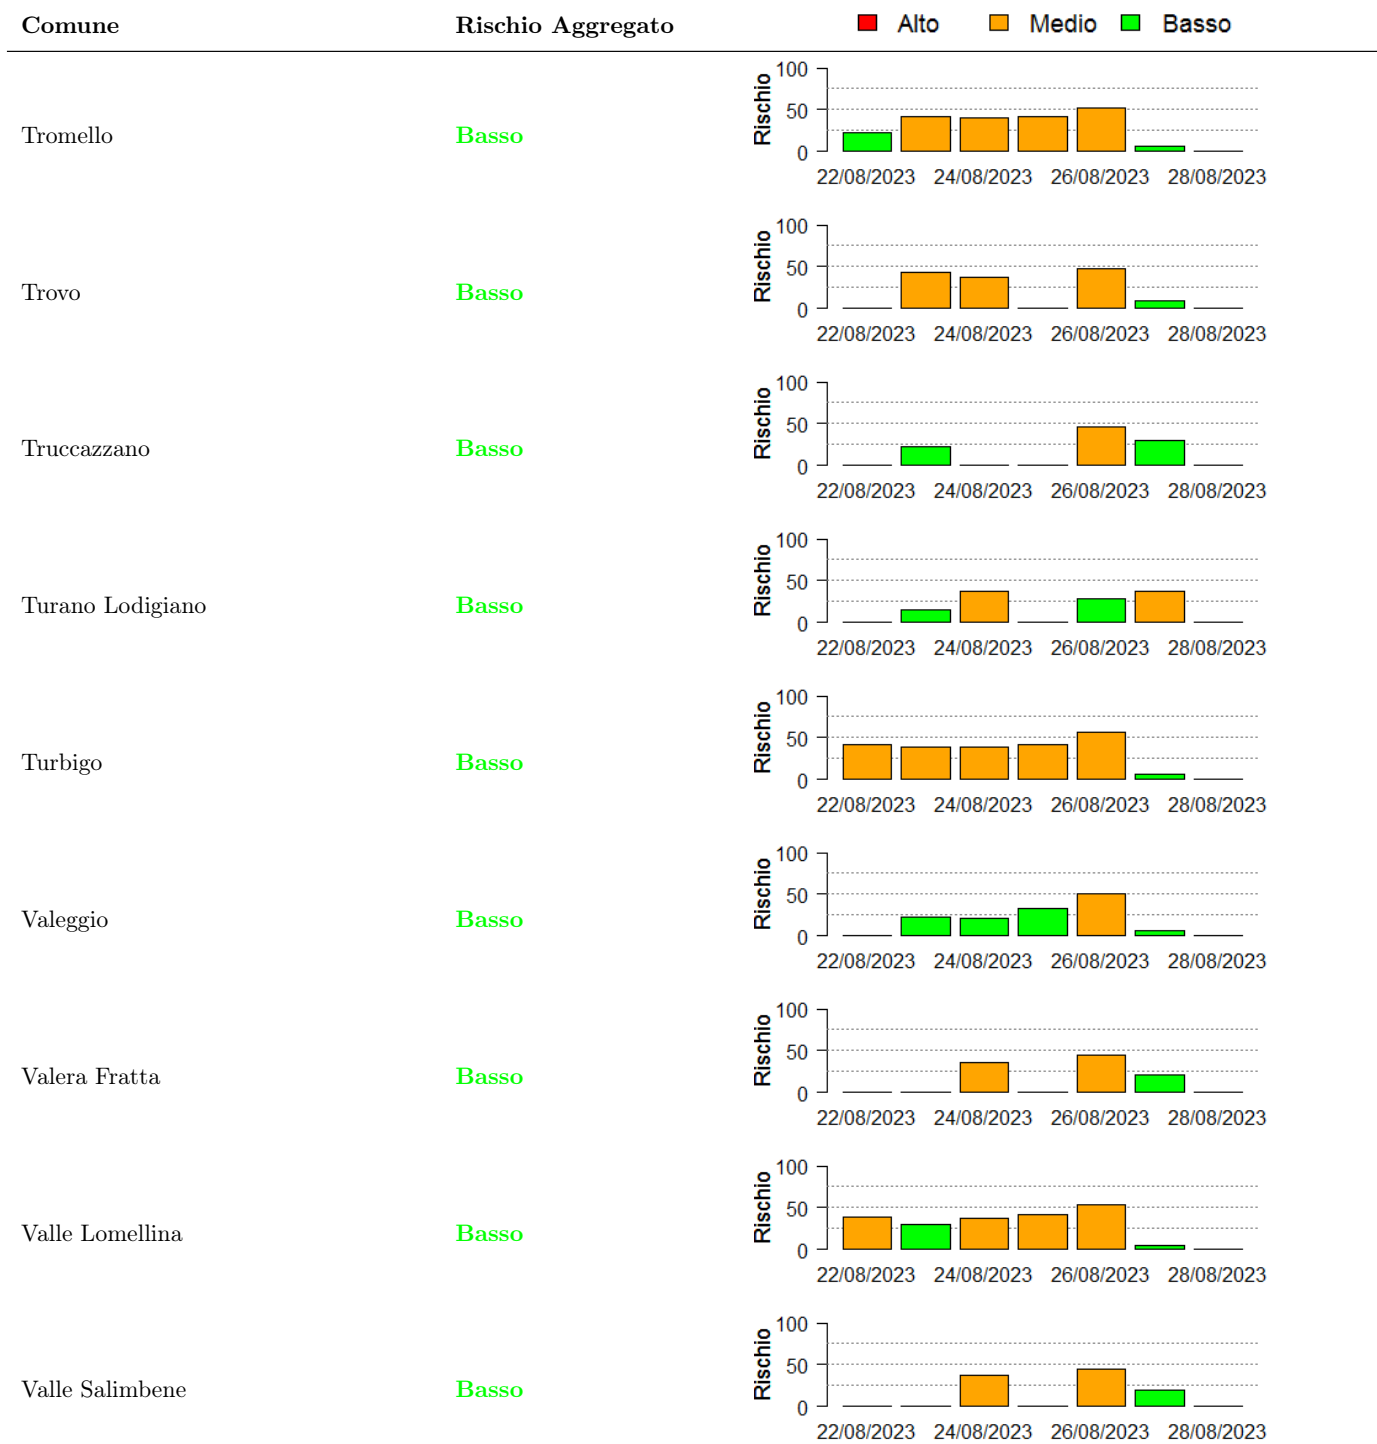 Comune Rischio Aggregato Alto Medio Basso
Tromello Basso Rischio 100 50 0
22/08/2023 24/08/2023 26/08/2023 28/08/2023
Trovo Basso Rischio 100 50 0
22/08/2023 24/08/2023 26/08/2023 28/08/2023
Truccazzano Basso Rischio 100 50 0
22/08/2023 24/08/2023 26/08/2023 28/08/2023
Turano Lodigiano Basso Rischio 100 50 0
22/08/2023 24/08/2023 26/08/2023 28/08/2023
Turbigo Basso Rischio 100 50 0
22/08/2023 24/08/2023 26/08/2023 28/08/2023
Valeggio Basso Rischio 100 50 0
22/08/2023 24/08/2023 26/08/2023 28/08/2023
Valera Fratta Basso Rischio 100 50 0
22/08/2023 24/08/2023 26/08/2023 28/08/2023
Valle Lomellina Basso Rischio 100 50 0
22/08/2023 24/08/2023 26/08/2023 28/08/2023
Valle Salimbene Basso Rischio 100 50 0
22/08/2023 24/08/2023 26/08/2023 28/08/2023